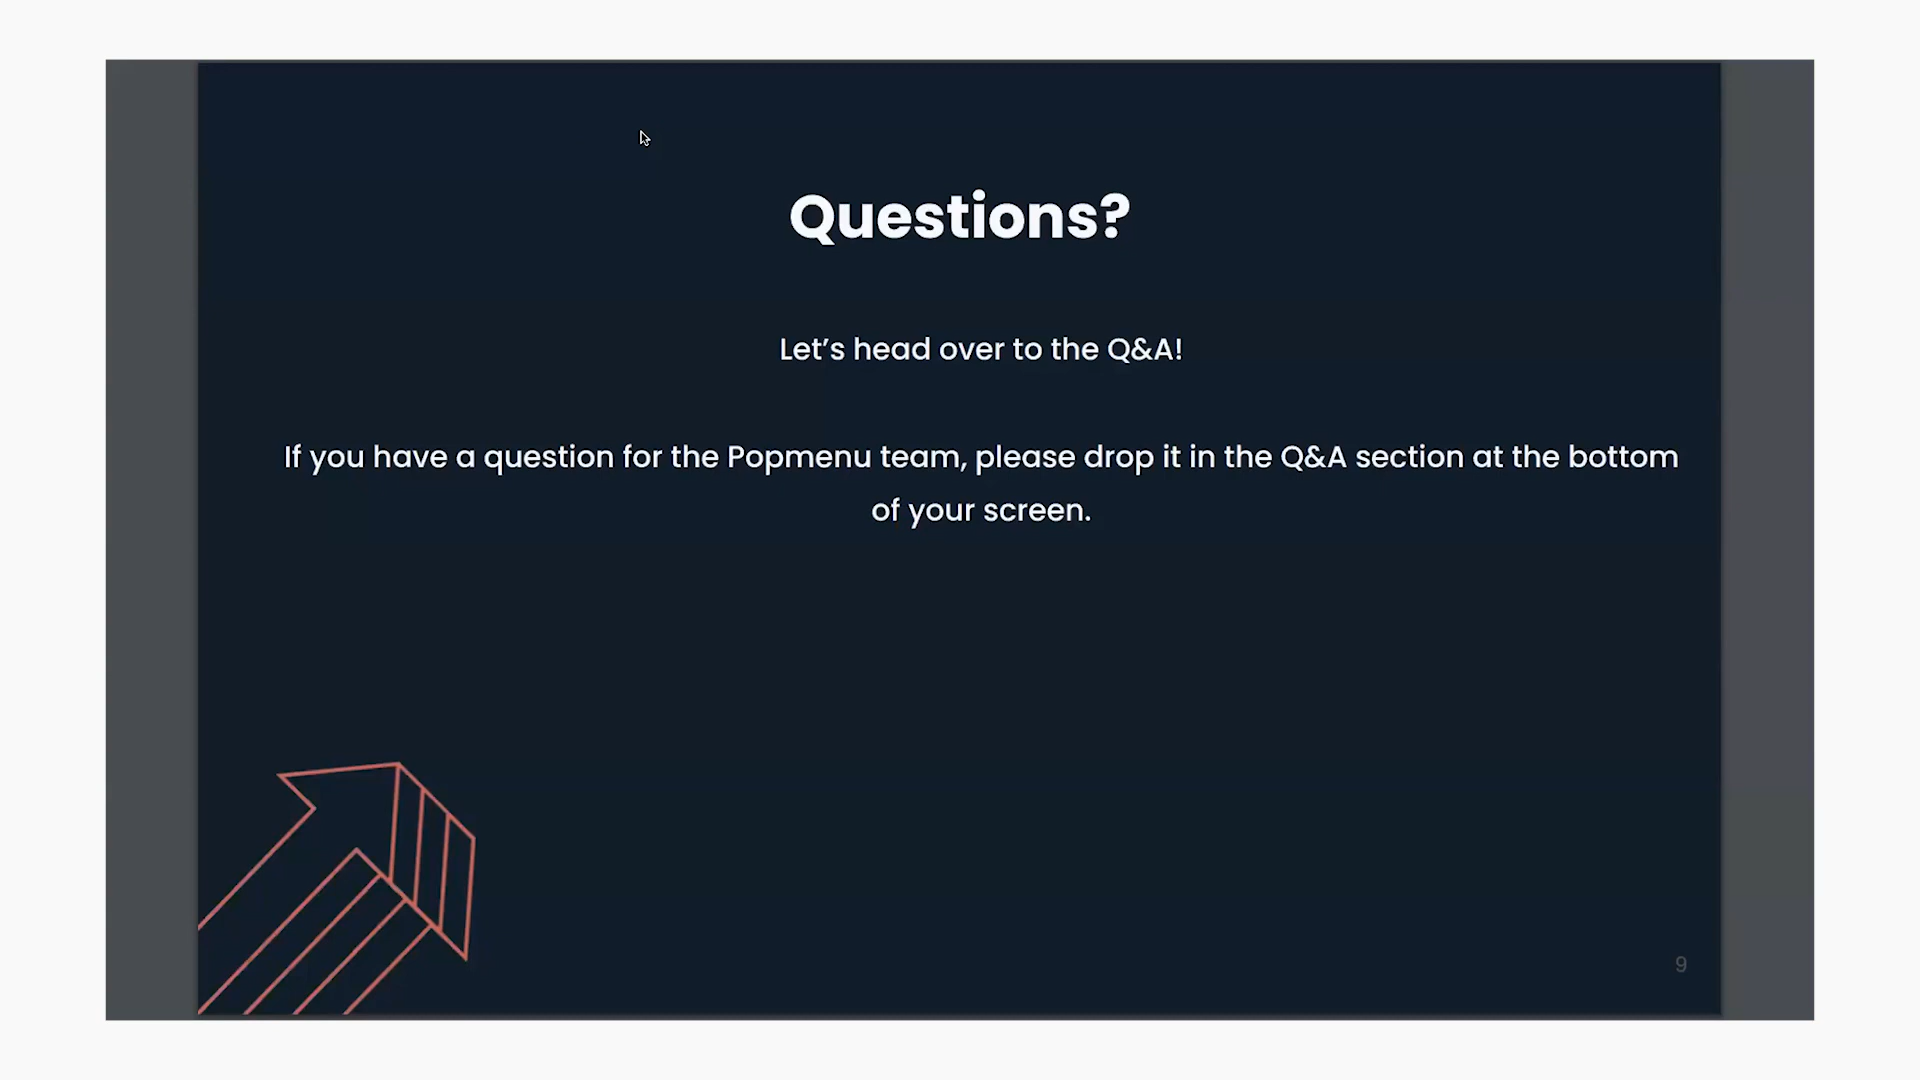 Questions?
Let’s head over to the Q&A!
If you have a question for the Popmenu team, please drop it in the Q&A section at the bottom
of your screen.
9